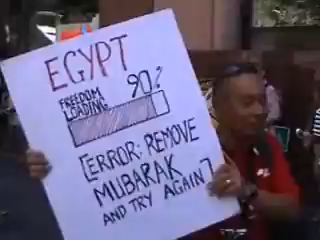 EGYPT
FREEDOM 90%
LOADING
[ERROR: REMOVE
MUBARAK
AND TRY AGAIN]